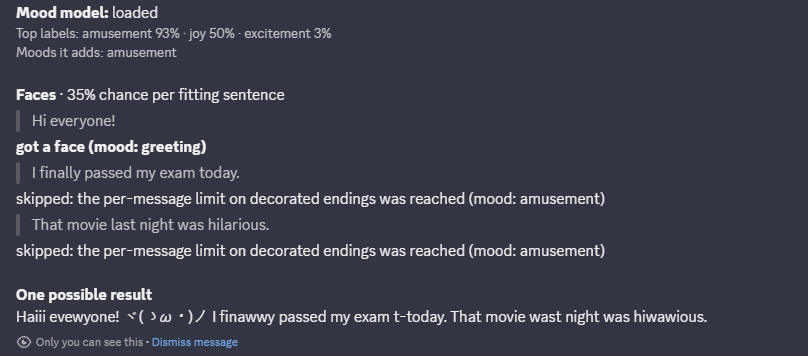 Mood model: loaded
Top labels: amusement 93% · joy 50% · excitement 3%
Moods it adds: amusement
Faces · 35% chance per fitting sentence
Hi everyone!
got a face (mood: greeting)
I finally passed my exam today.
skipped: the per-message limit on decorated endings was reached (mood: amusement)
That movie last night was hilarious.
skipped: the per-message limit on decorated endings was reached (mood: amusement)
One possible result
Haiii evewyone! ヾ(ゝω・)ノ I finawwy passed my exam t-today. That movie wast night was hiwawious.
Only you can see this • Dismiss message